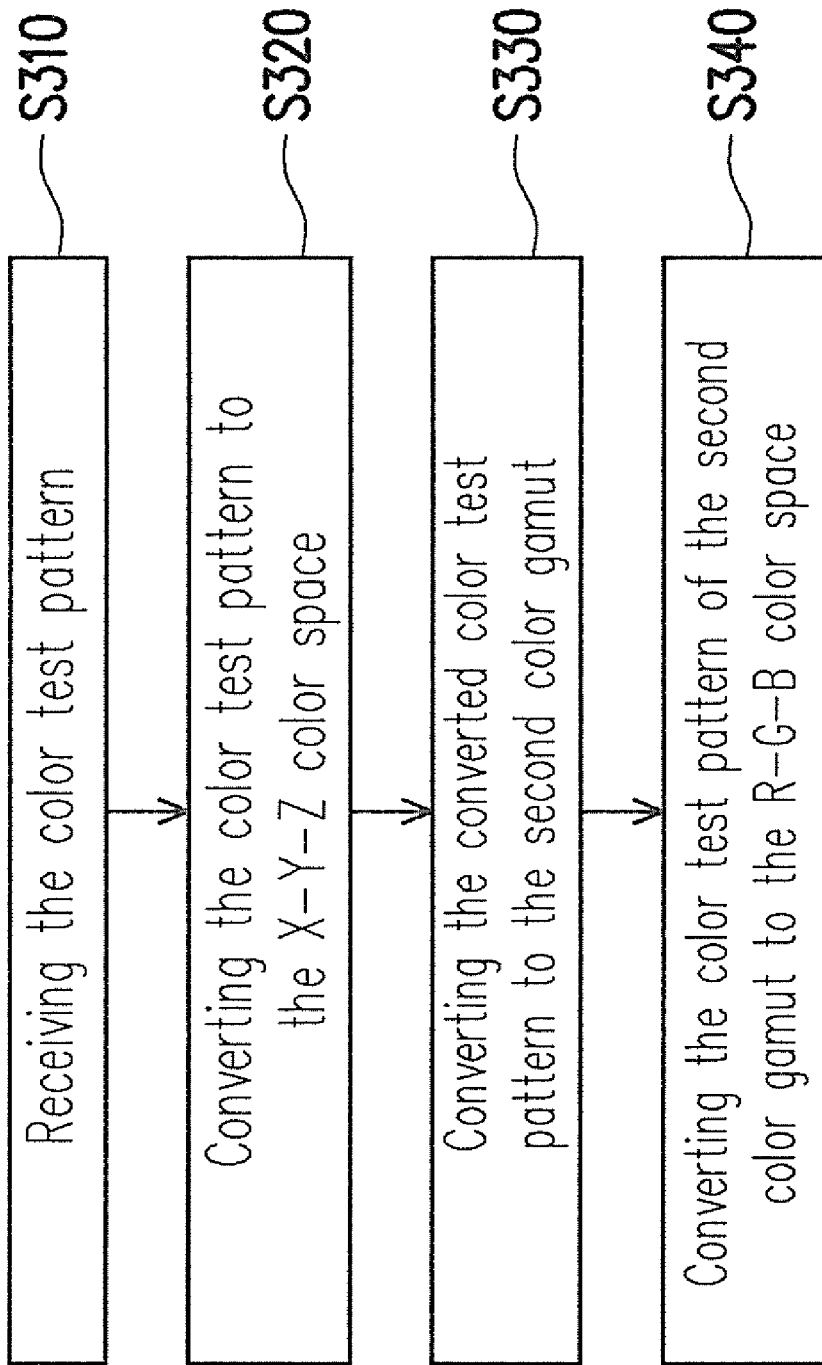 Receiving the color test pattern
S310
Converting the color test pattern to
the X-Y-Z color space
S320
Converting the converted color test
pattern to the second color gamut
S330
Converting the color test pattern of the second
color gamut to the R-G-B color space
S340